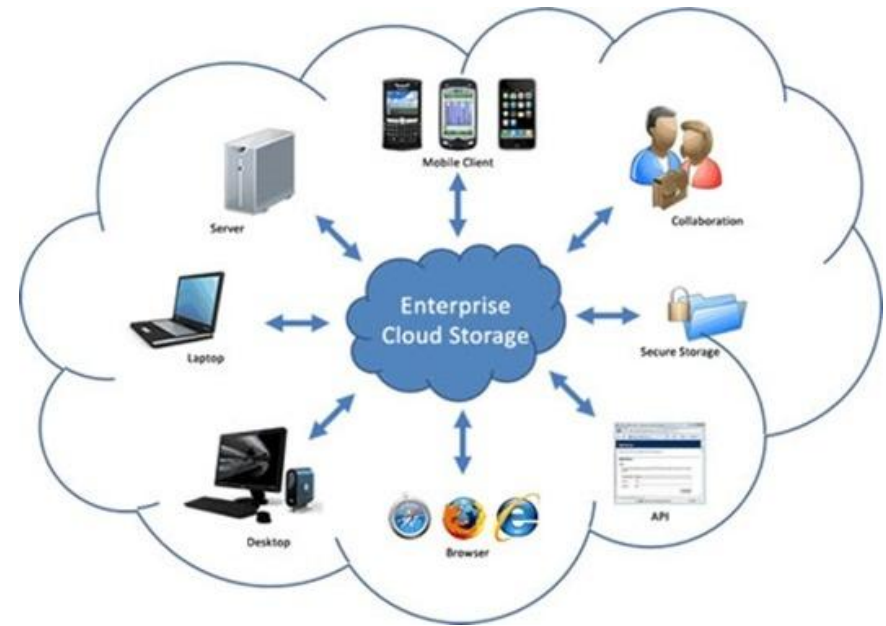 Mobile Client
Server
Collaboration
Enterprise
Cloud Storage
Laptop
Secure Storage
Desktop
Browser
API